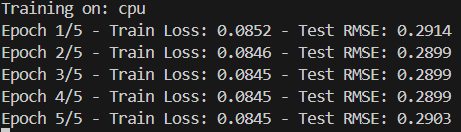 Training on: cpu
Epoch 1/5 - Train Loss: 0.0852 - Test RMSE: 0.2914
Epoch 2/5 - Train Loss: 0.0846 - Test RMSE: 0.2899
Epoch 3/5 - Train Loss: 0.0845 - Test RMSE: 0.2899
Epoch 4/5 - Train Loss: 0.0845 - Test RMSE: 0.2899
Epoch 5/5 - Train Loss: 0.0845 - Test RMSE: 0.2903